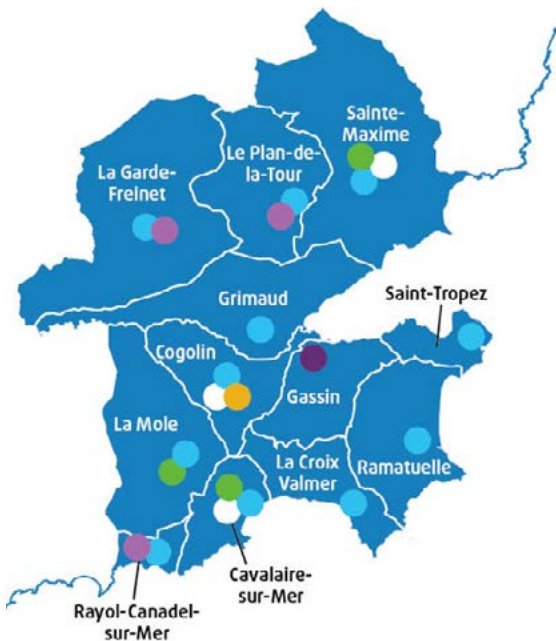 Sainte-
Maxime
Le Plan-de-
la-Tour
La Garde-
Freinet
Saint-Tropez
Grimaud
Cogolin
Gassin
La Mole
La Croix
Valmer
Ramatuelle
Cavalaire-
sur-Mer
Rayol-Canadel-
sur-Mer